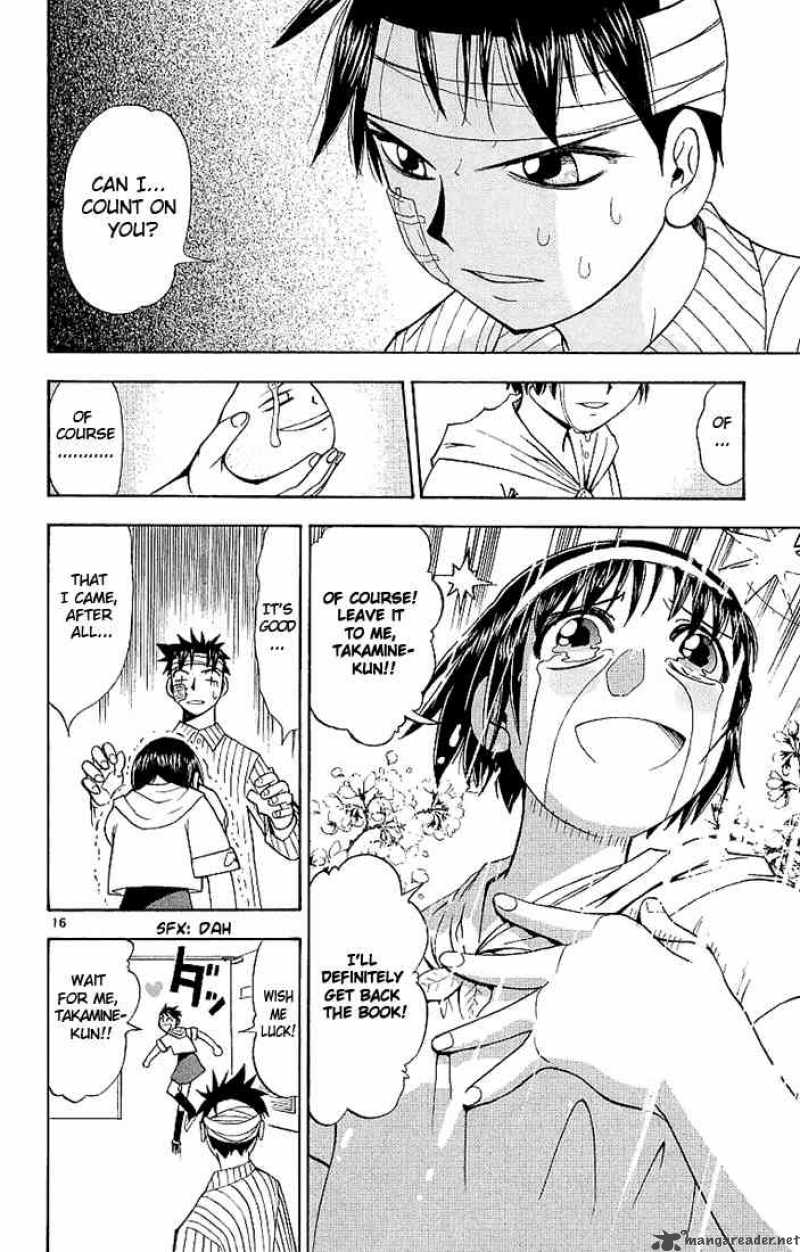 CAN I...
COUNT ON
YOU?
OF
...
OF
COURSE
...........
OF COURSE!
LEAVE IT
TO ME,
TAKAMINE-
KUN!!
I'LL
DEFINITELY
GET BACK
THE BOOK!
IT'S
GOOD
...
THAT
I CAME,
AFTER
ALL...
16
SFX: DAH
ダッ
WISH
ME
LUCK!
WAIT
FOR ME,
TAKAMINE-
KUN!!
mangareader.net